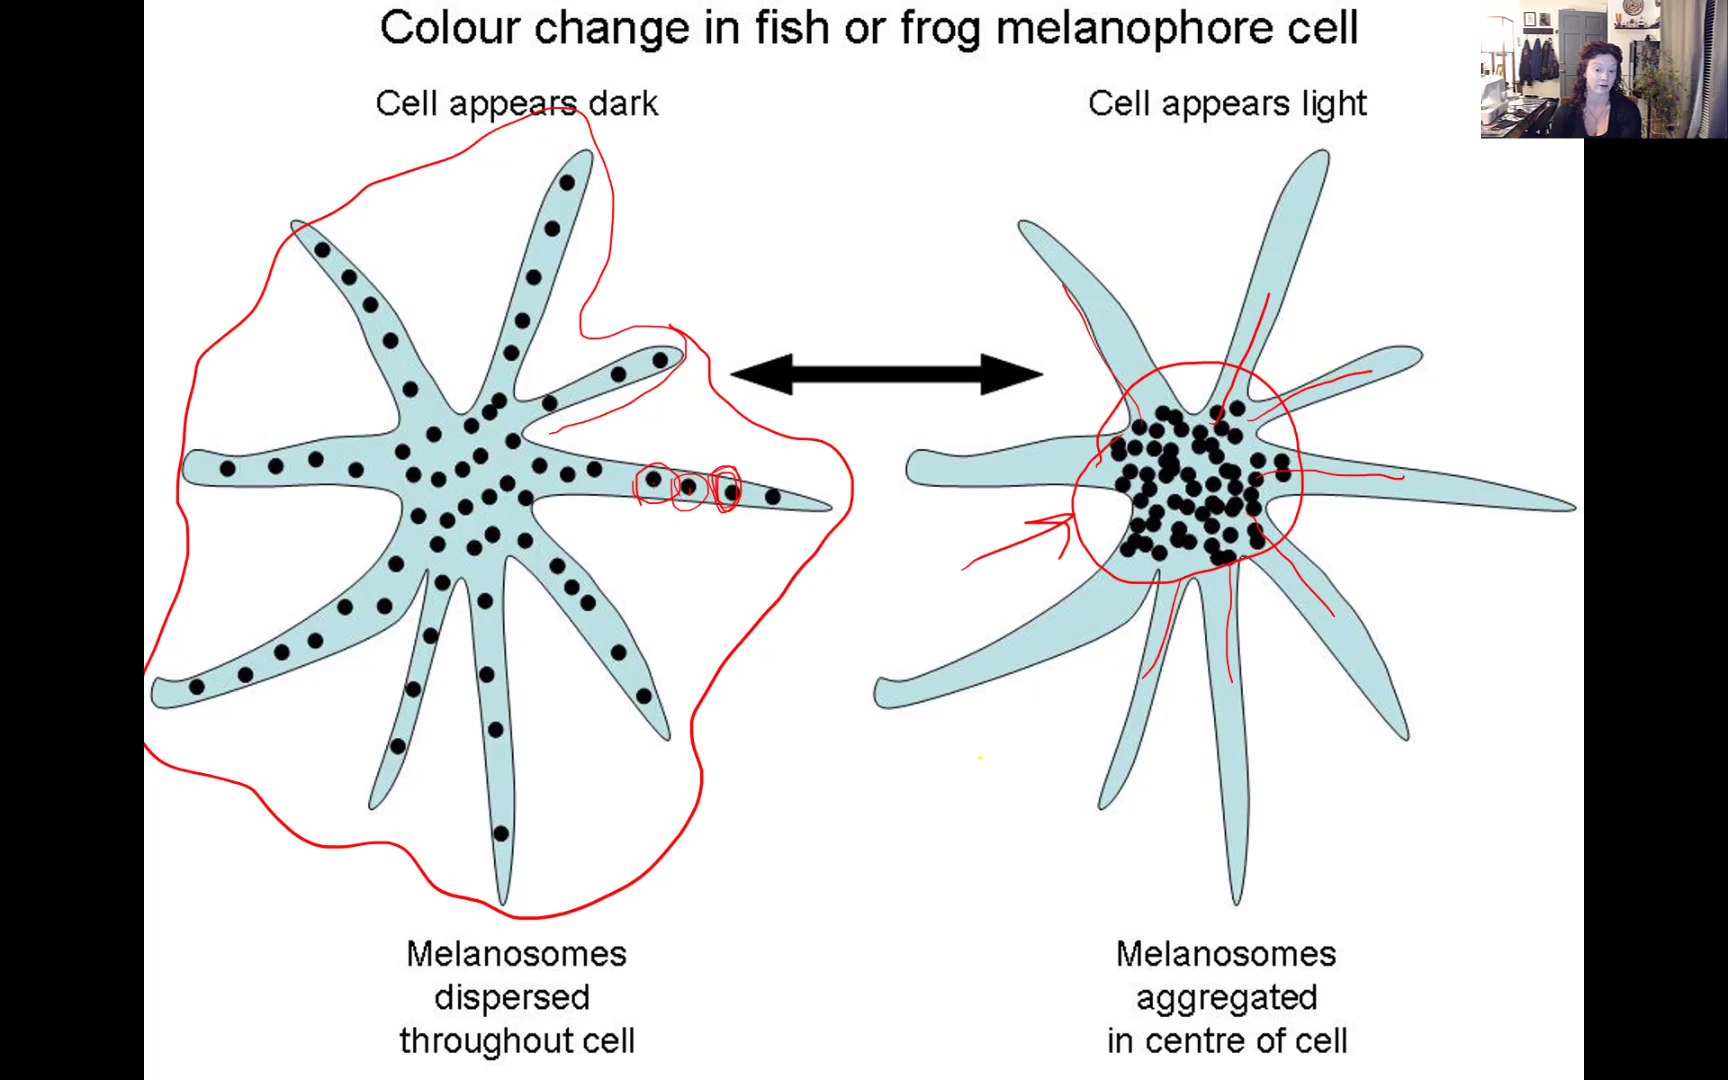 Colour change in fish or frog melanophore cell
Cell appears dark
Cell appears light
Melanosomes
dispersed
throughout cell
Melanosomes
aggregated
in centre of cell